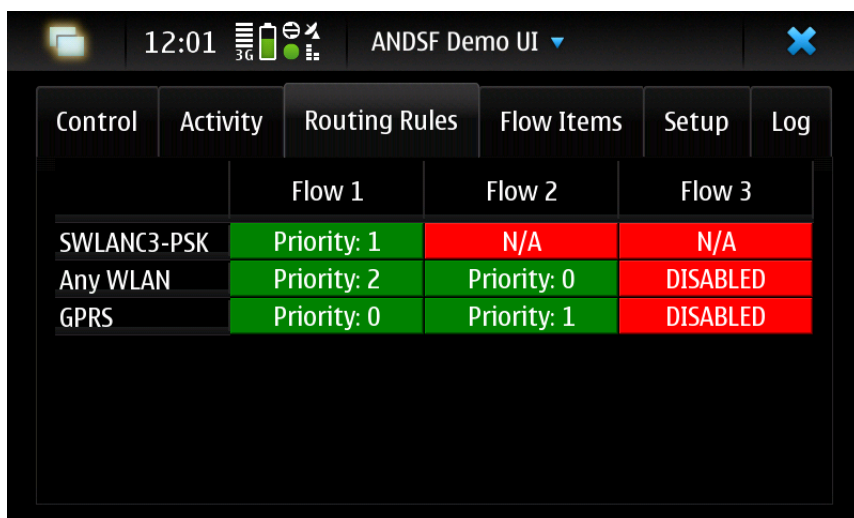 12:01 3G ANDSF Demo UI
Control Activity Routing Rules Flow Items Setup Log
Flow 1 Flow 2 Flow 3
SWLANC3-PSK Priority: 1 N/A N/A
Any WLAN Priority: 2 Priority: 0 DISABLED
GPRS Priority: 0 Priority: 1 DISABLED